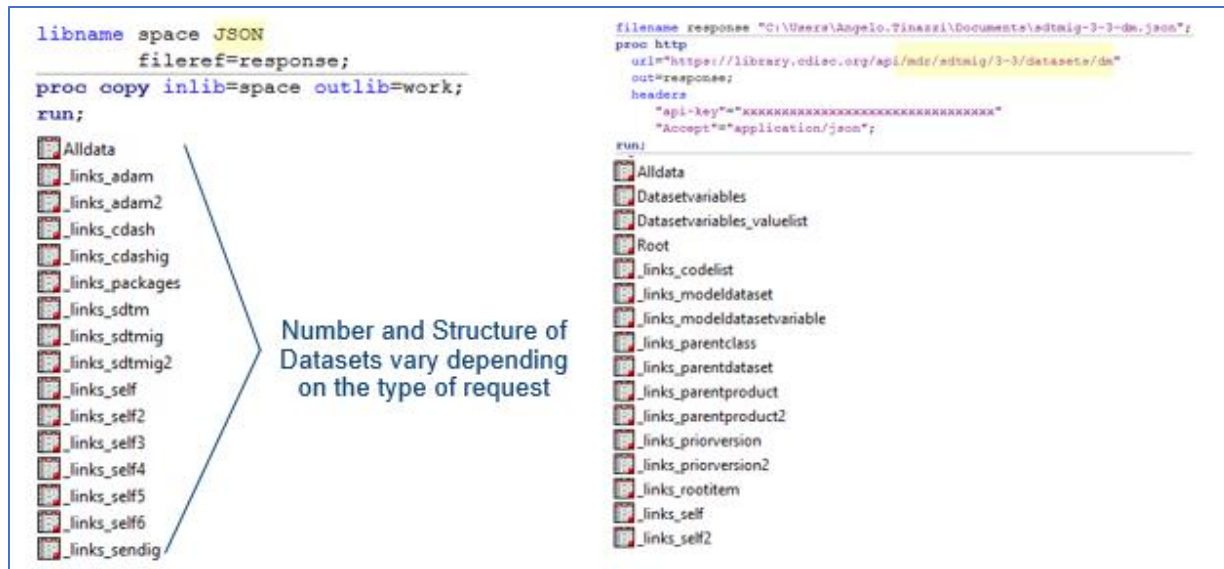 libname space JSON
fileref=response;
proc copy inlib=space outlib=work;
run;
Alldata
_links_adam
_links_adam2
_links_cdash
_links_cdashig
_links_packages
_links_sdtm
_links_sdtmig
_links_sdtmig2
_links_self
_links_self2
_links_self3
_links_self4
_links_self5
_links_self6
_links_sendig
Number and Structure of
Datasets vary depending
on the type of request
filename response "C:\Users\Angelo.Tinazzi\Documents\sdtmig-3-3-dm.json";
proc http
url="https://library.cdisc.org/api/mdr/sdtmig/3-3/datasets/dm"
out=response;
headers
"api-key"="xxxxxxxxxxxxxxxxxxxxxxxxxxxxxxxx"
"Accept"="application/json";
run;
Alldata
Datasetvariables
Datasetvariables_valuelist
Root
_links_codelist
_links_modeldataset
_links_modeldatasetvariable
_links_parentclass
_links_parentdataset
_links_parentproduct
_links_parentproduct2
_links_priorversion
_links_priorversion2
_links_rootitem
_links_self
_links_self2